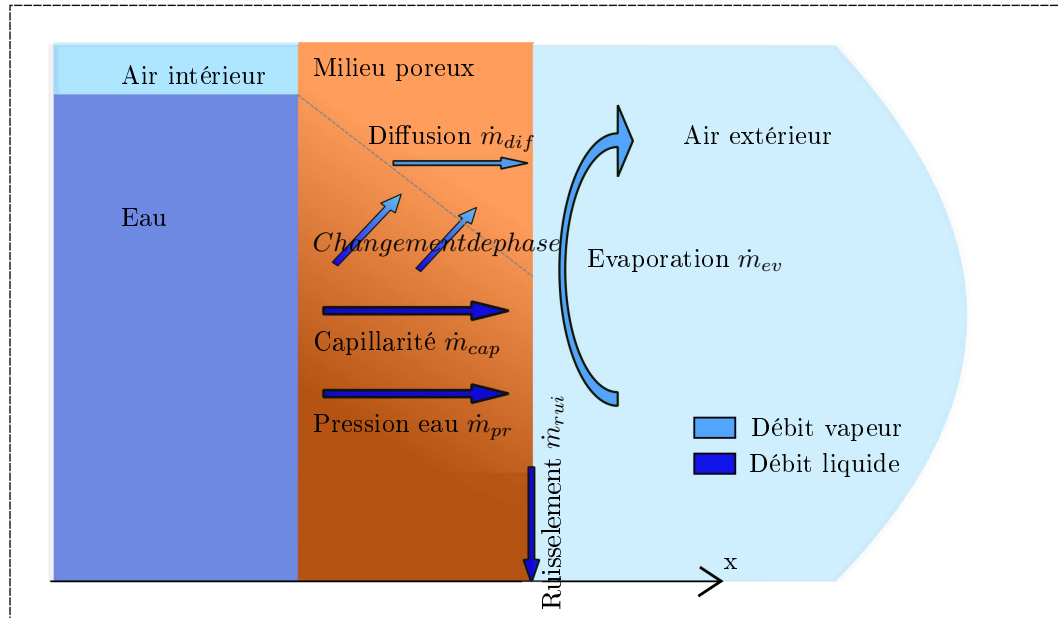 Air intérieur
Milieu poreux
Diffusion ṁ_dif
Air extérieur
Eau
Changementdephase
Evaporation ṁ_ev
Capillarité ṁ_cap
Pression eau ṁ_pr
Ruisselement ṁ_rui
Débit vapeur
Débit liquide
x